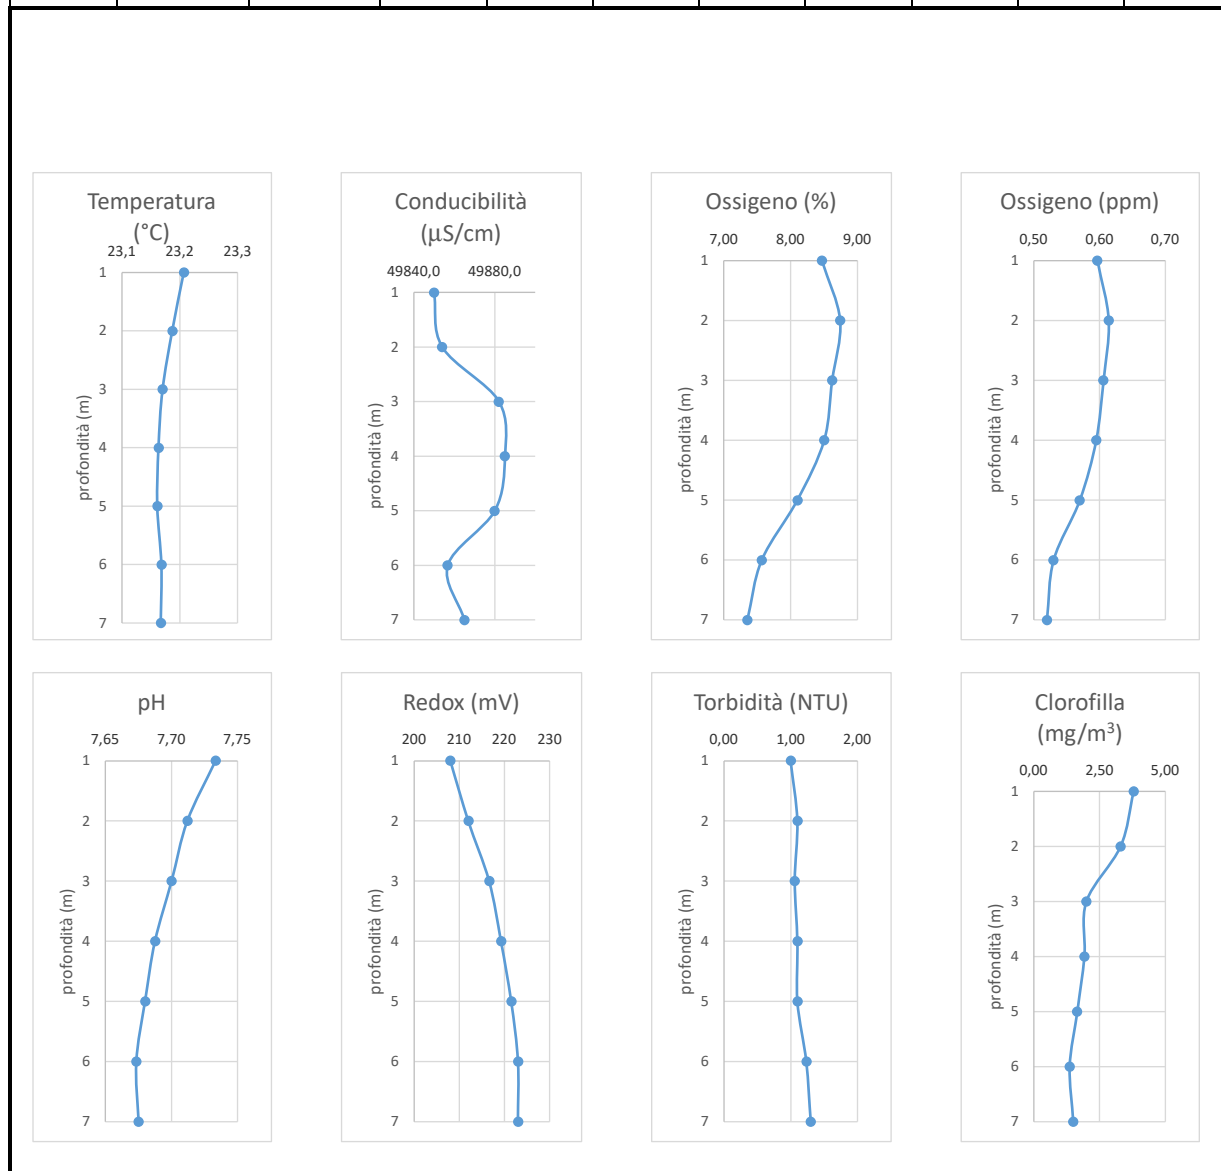 Temperatura
(°C)
23,1 23,2 23,3
1
2
3
4
5
6
7
profondità (m)
Conducibilità
(µS/cm)
49840,0 49880,0
1
2
3
4
5
6
7
profondità (m)
Ossigeno (%)
7,00 8,00 9,00
1
2
3
4
5
6
7
profondità (m)
Ossigeno (ppm)
0,50 0,60 0,70
1
2
3
4
5
6
7
profondità (m)
pH
7,65 7,70 7,75
1
2
3
4
5
6
7
profondità (m)
Redox (mV)
200 210 220 230
1
2
3
4
5
6
7
profondità (m)
Torbidità (NTU)
0,00 1,00 2,00
1
2
3
4
5
6
7
profondità (m)
Clorofilla
(mg/m³)
0,00 2,50 5,00
1
2
3
4
5
6
7
profondità (m)